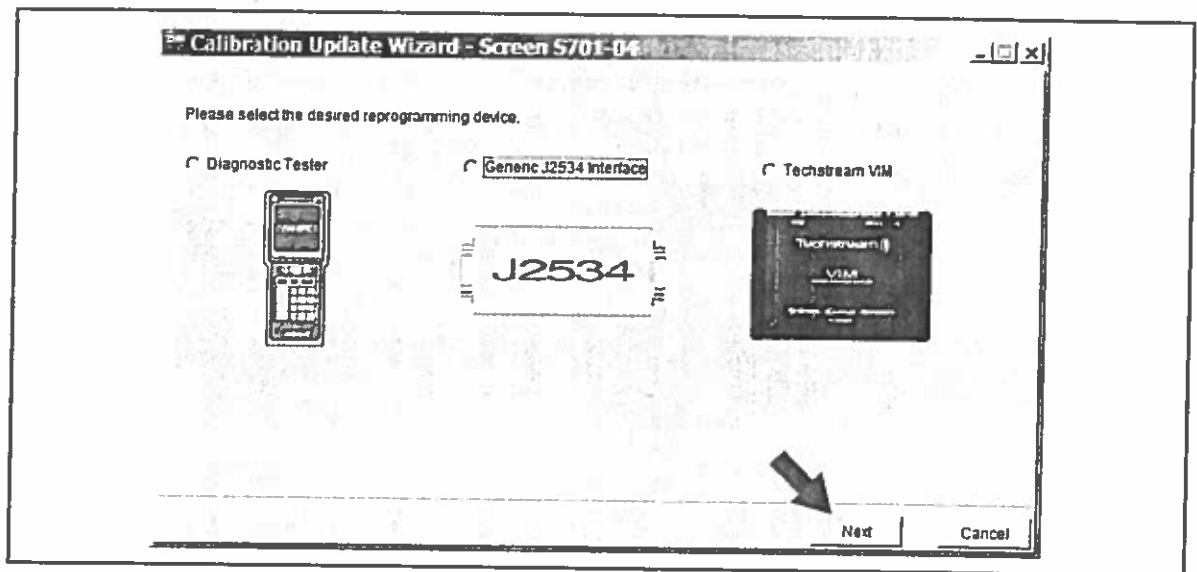 Calibration Update Wizard - Screen S701-04
Please select the desired reprogramming device.
Diagnostic Tester
Generic J2534 Interface
Techstream VIM
J2534
Techstream
VIM
Next
Cancel